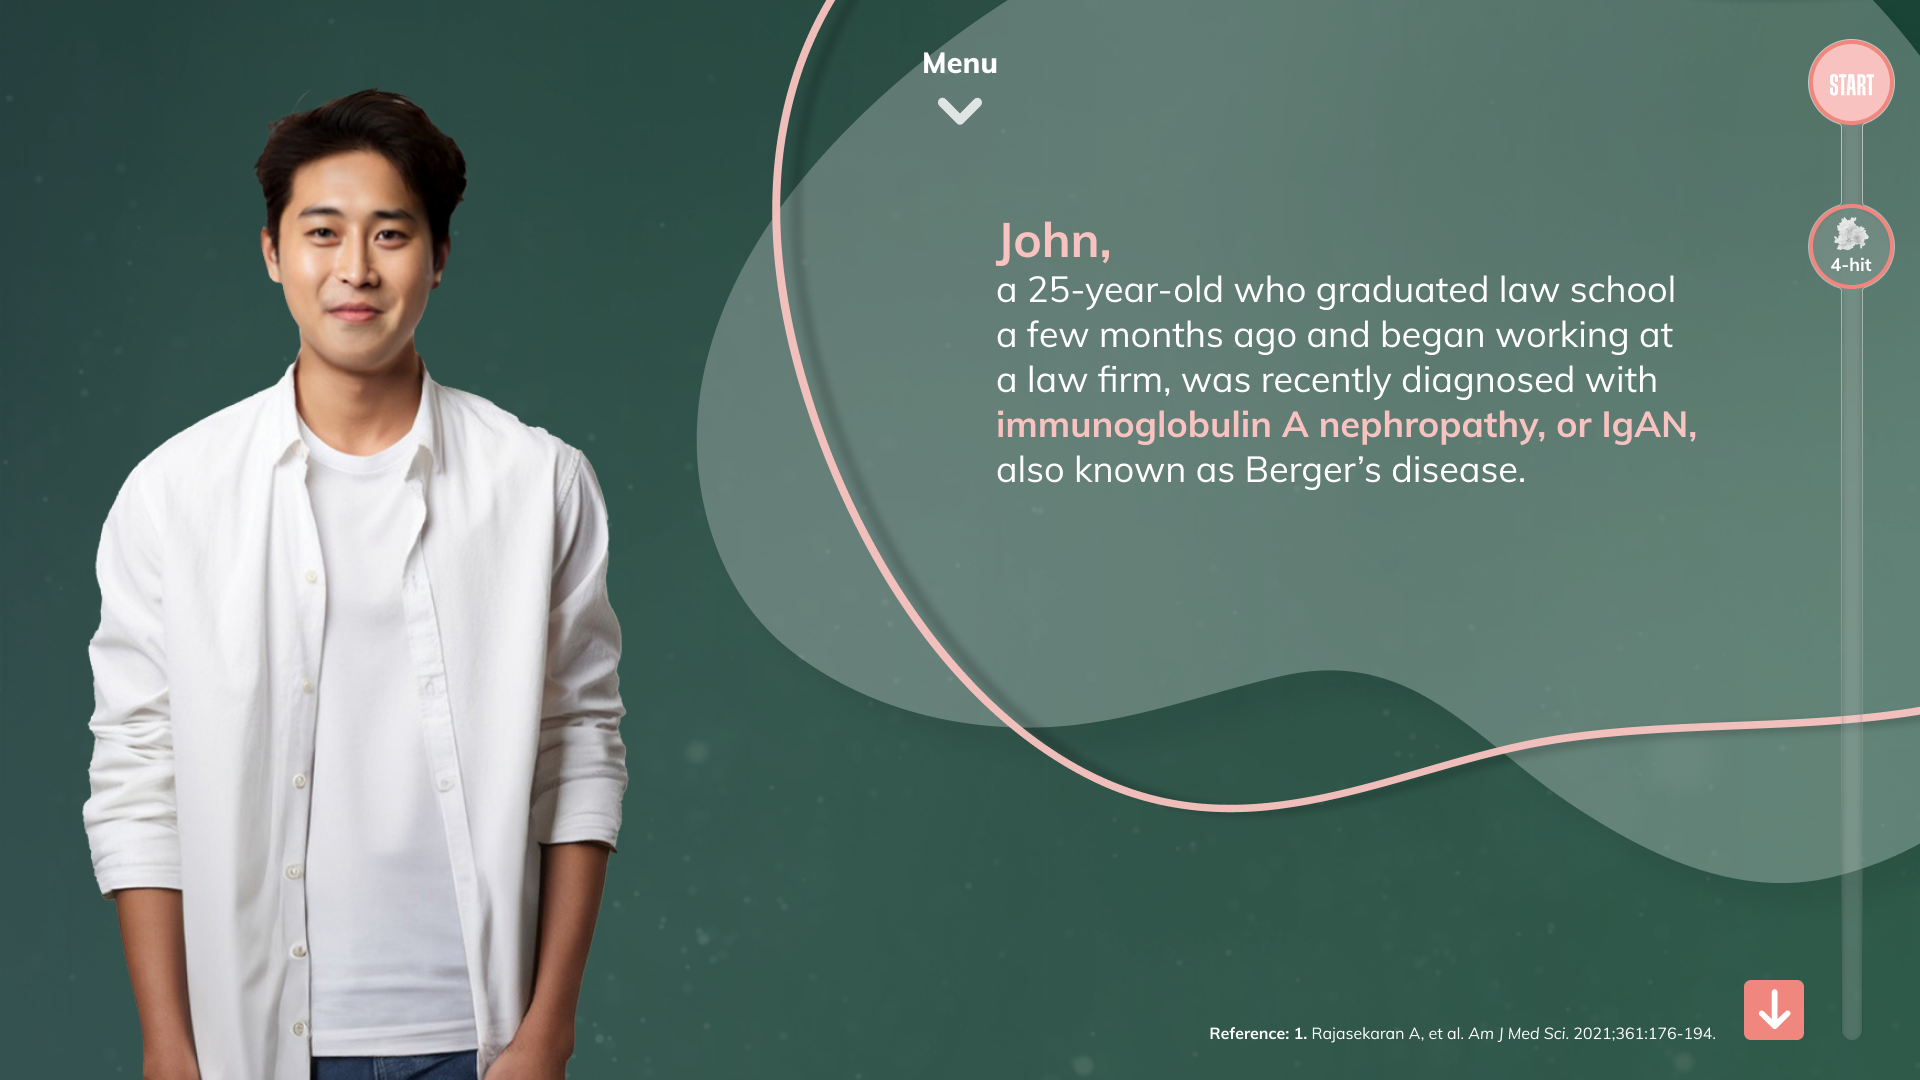 Menu
START
4-hit
John,
a 25-year-old who graduated law school
a few months ago and began working at
a law firm, was recently diagnosed with
immunoglobulin A nephropathy, or IgAN,
also known as Berger’s disease.
Reference: 1. Rajasekaran A, et al. Am J Med Sci. 2021;361:176-194.